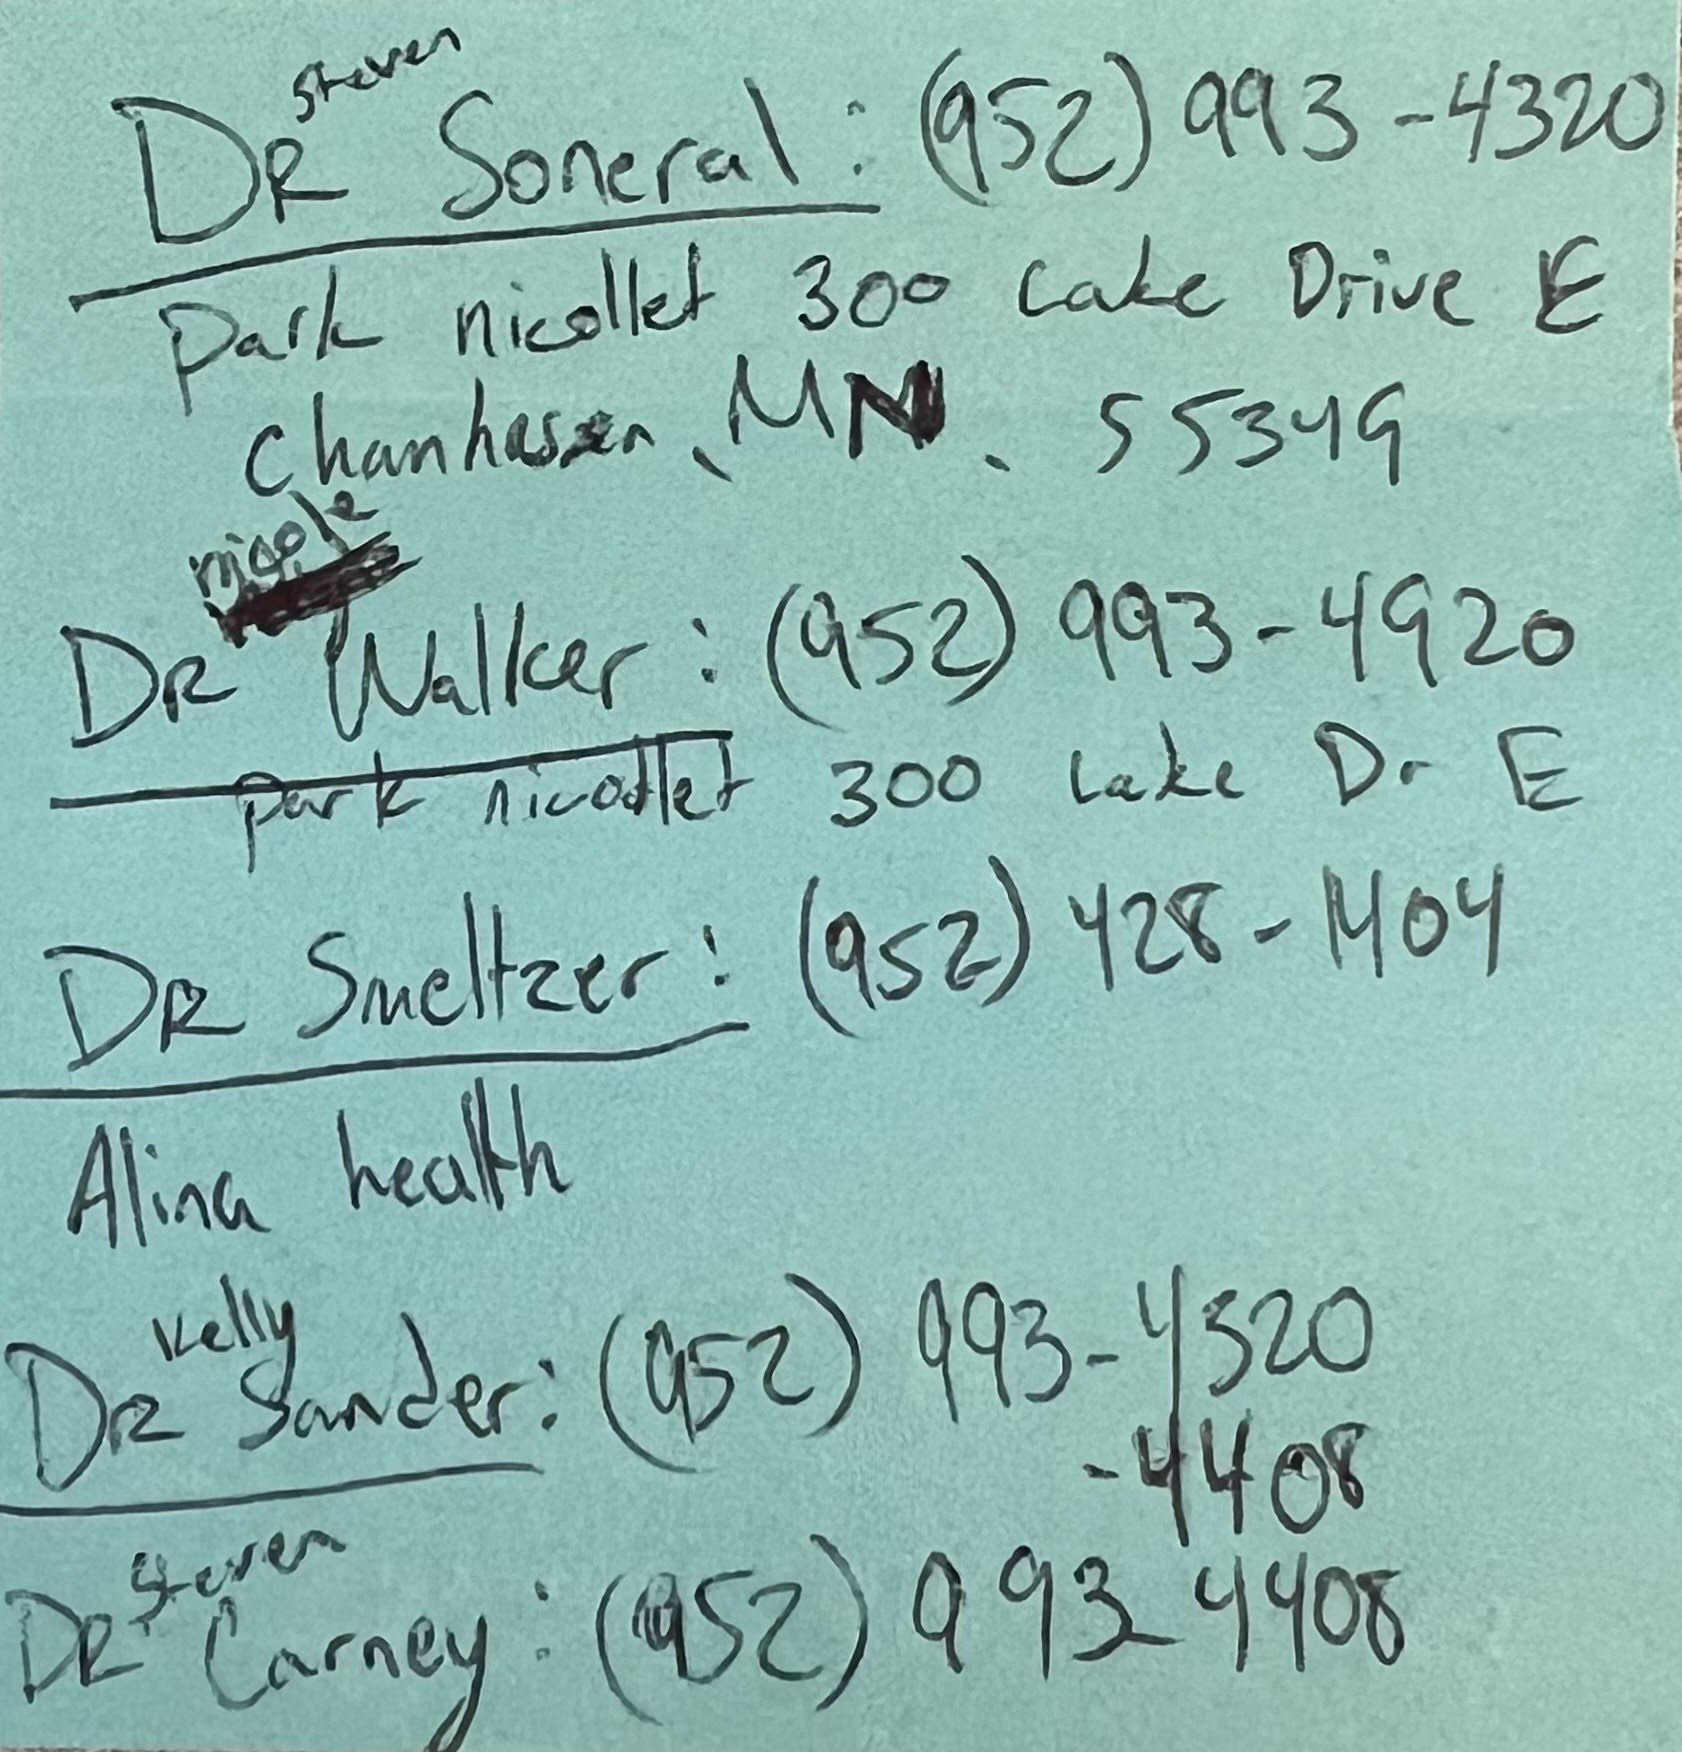 Steven
DR Soneral: (952) 993-4320
Park nicollet 300 Lake Drive E
Chanhassen, MN, 55349
nicole
DR Walker: (952) 993-4920
park nicollet 300 Lake Dr E
DR Smeltzer: (952) 428-1404
Alina health
Kelly
DR Sander: (952) 993-4320
-4408
Steven
DR Carney: (952) 993-4408